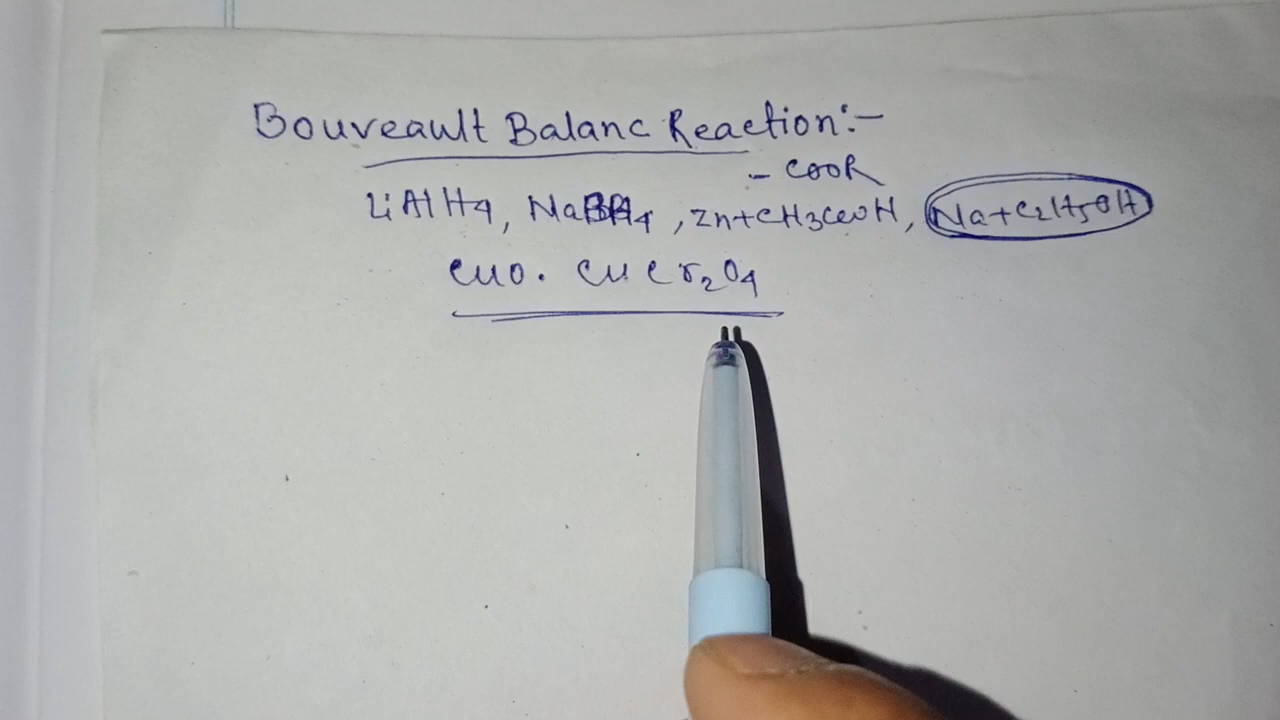 Bouveault Balanc Reaction:-
- COOR
LiAlH4, NaBH4, Zn+CH3COOH, Na+C2H5OH
CuO. CuCr2O4